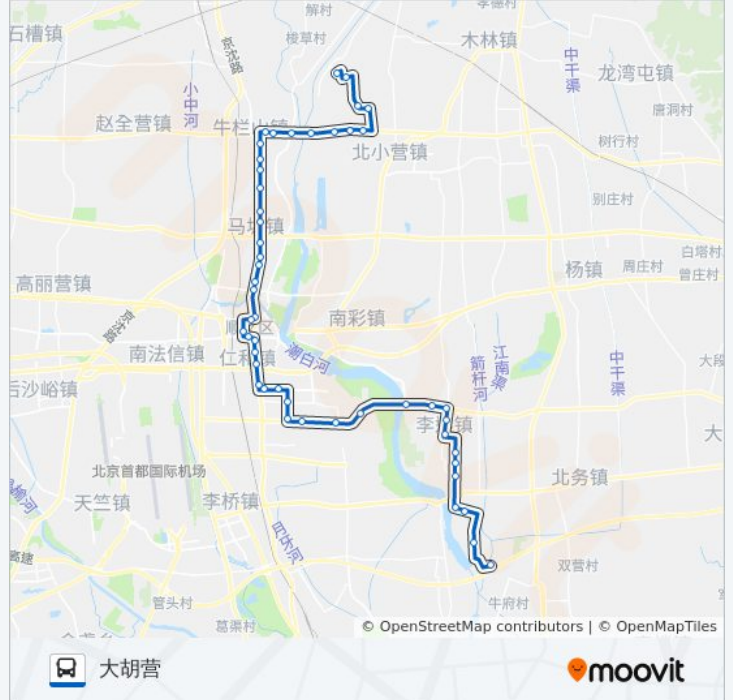 解村
孝德村
石槽镇
梭草村
木林镇
京沈路
中干渠
龙湾屯镇
小中河
唐洞村
赵全营镇
牛栏山镇
树行村
北小营镇
别庄村
马坡镇
白塔村
杨镇
周庄村
曾庄村
高丽营镇
京沈路
南彩镇
顺义区
南法信镇
仁和镇
潮白河
箭杆河
江南渠
中干渠
大段
后沙峪镇
李遂镇
大
北京首都国际机场
北务镇
天竺镇
李桥镇
月牙河
高速
双营村
管头村
牛府村
葛渠村
© OpenStreetMap contributors | © OpenMapTiles
大胡营
moovit